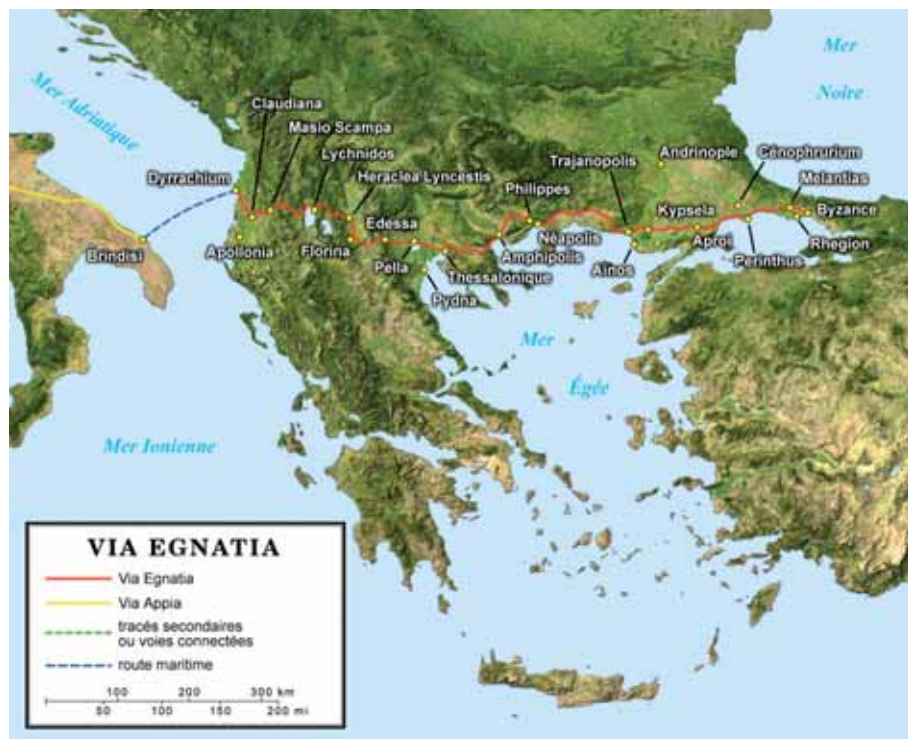 Mer
Noire
Mer Adriatique
Claudiana
Masio Scampa
Lychnidos
Andrinople
Cénophrurium
Trajanopolis
Heraclea Lyncestis
Melantias
Dyrrachium
Philippes
Edessa
Kypsela
Byzance
Brindisi
Apollonia
Florina
Néapolis
Aproi
Rhegion
Pella
Amphipolis
Aïnos
Perinthus
Thessalonique
Pydna
Mer
Égée
Mer Ionienne
VIA EGNATIA
Via Egnatia
Via Appia
tracés secondaires
ou voies connectées
route maritime
100 200 300 km
50 100 150 200 mi